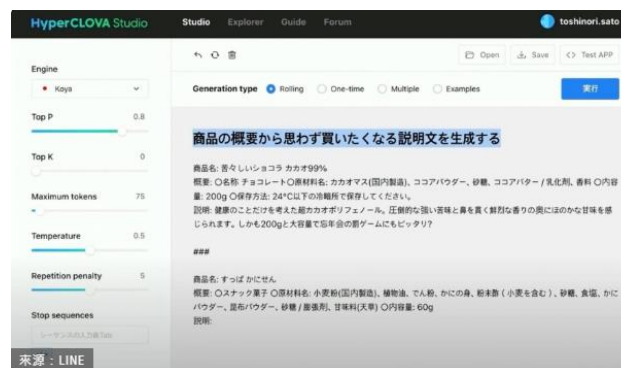 HyperCLOVA Studio
Studio Explorer Guide Forum
toshinori.sato
Open Save <> Test APP
Engine
Koya
Generation type Rolling One-time Multiple Examples
実行
Top P 0.8
Top K 0
Maximum tokens 75
Temperature 0.5
Repetition penalty 5
Stop sequences
商品の概要から思わず買いたくなる説明文を生成する
商品名: 苦々しいショコラ カカオ99%
概要: 〇名称 チョコレート〇原材料名: カカオマス(国内製造)、ココアパウダー、砂糖、ココアバター / 乳化剤、香料 〇内容
量: 200g 〇保存方法: 24°C以下の冷暗所で保存してください。
説明: 健康のことだけを考えた超カカオポリフェノール。圧倒的な強い苦味と鼻を貫く鮮烈な香りの奥にほのかな甘味を感
じられます。しかも200gと大容量で忘年会の罰ゲームにもピッタリ?
###
商品名: すっぱ かにせん
概要: 〇スナック菓子 〇原材料名: 小麦粉(国内製造)、植物油、でん粉、かにの身、粉末酢 ( 小麦を含む )、砂糖、食塩、かに
パウダー、昆布パウダー、砂糖 / 膨張剤、甘味料(天草) 〇内容量: 60g
説明:
來源：LINE